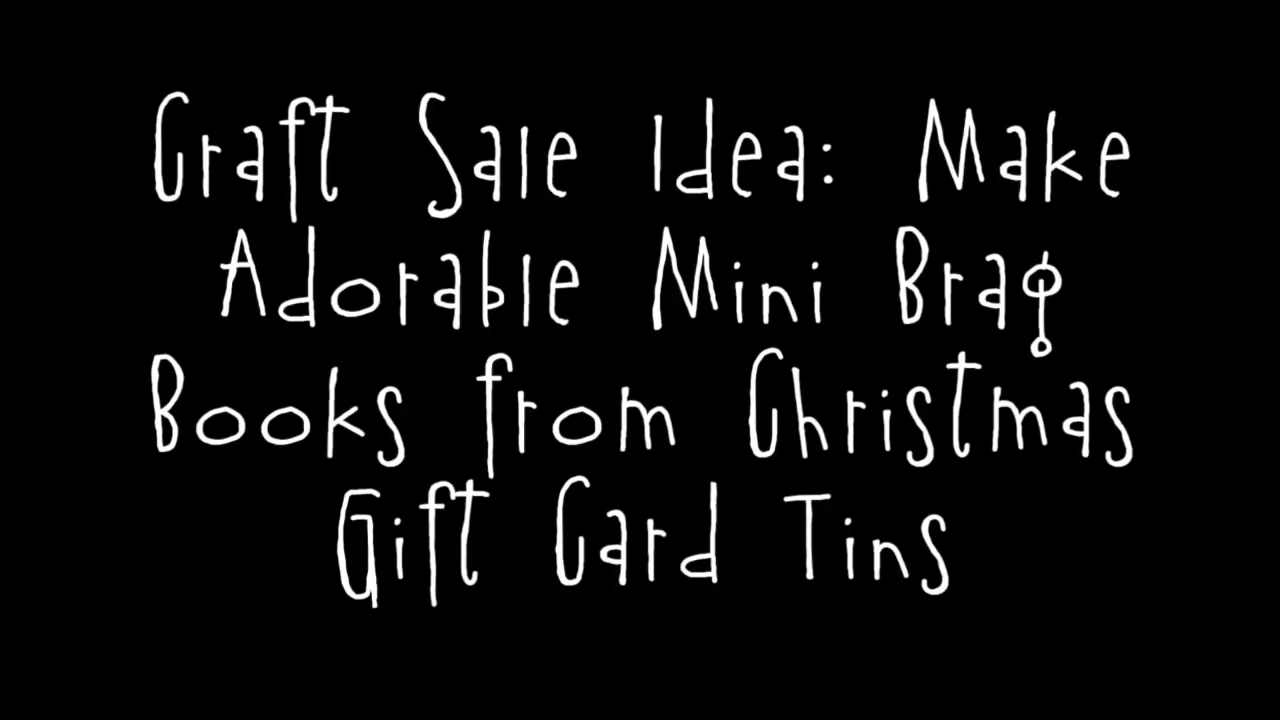 Craft Sale Idea: Make
Adorable Mini Brag
Books from Christmas
Gift Card Tins